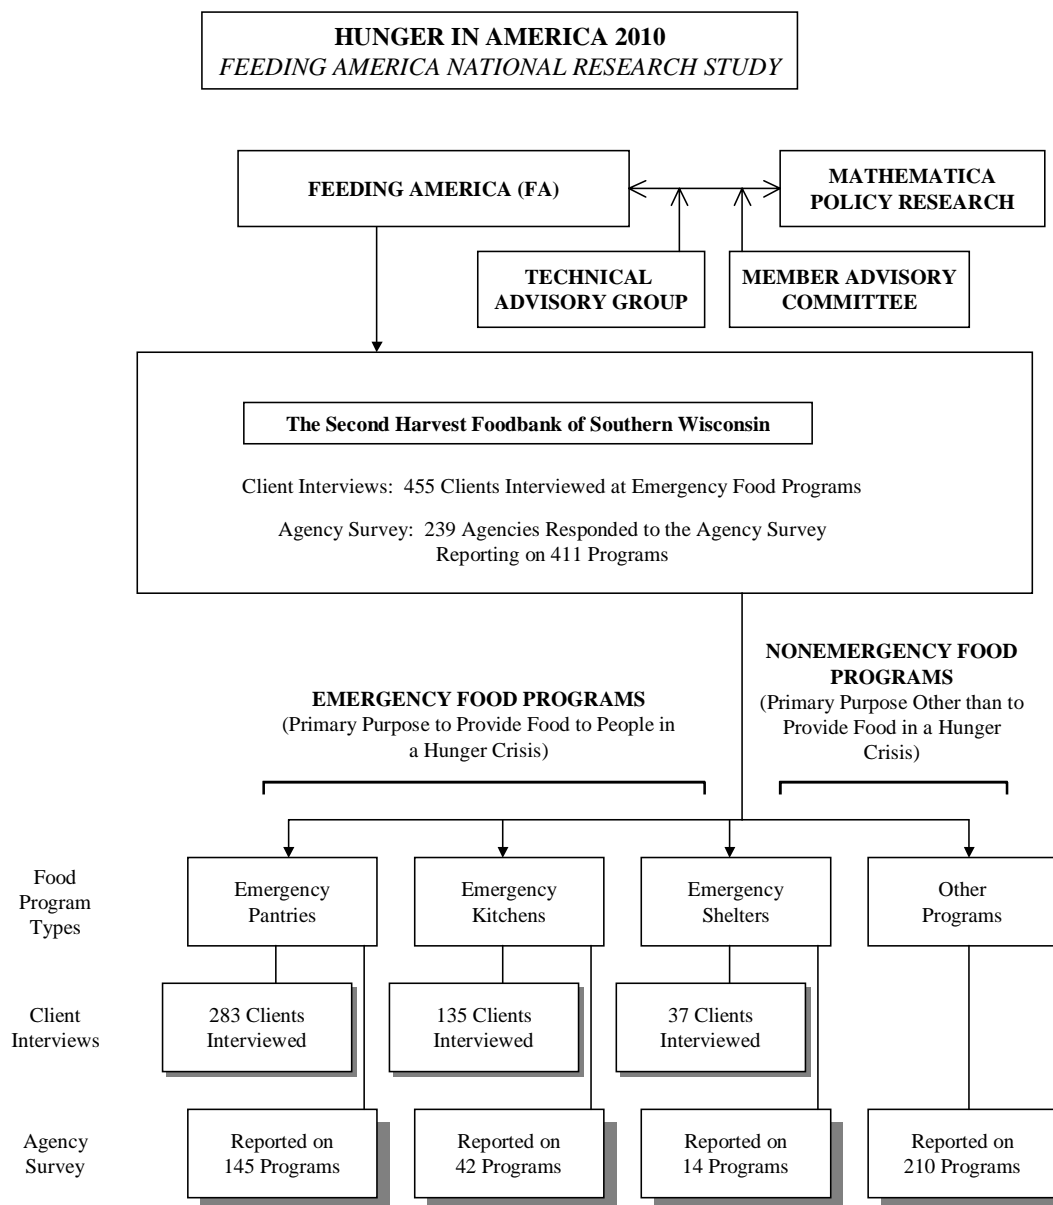 HUNGER IN AMERICA 2010
FEEDING AMERICA NATIONAL RESEARCH STUDY
FEEDING AMERICA (FA)
MATHEMATICA
POLICY RESEARCH
TECHNICAL
ADVISORY GROUP
MEMBER ADVISORY
COMMITTEE
The Second Harvest Foodbank of Southern Wisconsin
Client Interviews:  455 Clients Interviewed at Emergency Food Programs
Agency Survey:  239 Agencies Responded to the Agency Survey
Reporting on 411 Programs
EMERGENCY FOOD PROGRAMS
(Primary Purpose to Provide Food to People in
a Hunger Crisis)
NONEMERGENCY FOOD
PROGRAMS
(Primary Purpose Other than to
Provide Food in a Hunger
Crisis)
Food
Program
Types
Emergency
Pantries
Emergency
Kitchens
Emergency
Shelters
Other
Programs
Client
Interviews
283 Clients
Interviewed
135 Clients
Interviewed
37 Clients
Interviewed
Agency
Survey
Reported on
145 Programs
Reported on
42 Programs
Reported on
14 Programs
Reported on
210 Programs